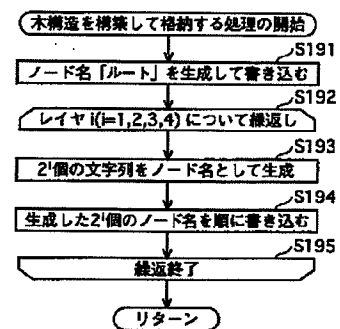 木構造を構築して格納する処理の開始
S191
ノード名「ルート」を生成して書き込む
S192
レイヤi(i=1,2,3,4)について繰返し
S193
2ⁱ個の文字列をノード名として生成
S194
生成した2ⁱ個のノード名を順に書き込む
S195
繰返終了
リターン